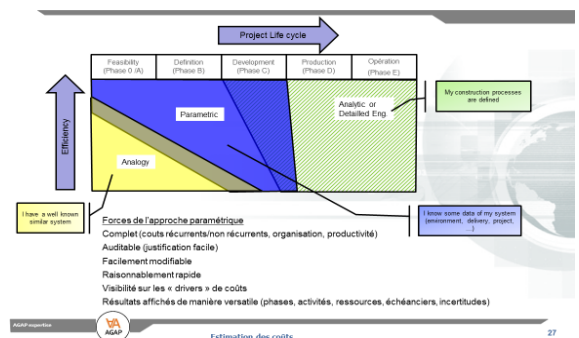 Project Life cycle
Feasibility
(Phase 0 /A)
Definition
(Phase B)
Development
(Phase C)
Production
(Phase D)
Opération
(Phase E)
Efficiency
Parametric
Analogy
Analytic or
Detailled Eng.
My construction processes
are defined
I have a well known
similar system
I know some data of my system
(environment, delivery, project,
...)
Forces de l'approche paramétrique
Complet (couts récurrents/non récurrents, organisation, productivité)
Auditable (justification facile)
Facilement modifiable
Raisonnablement rapide
Visibilité sur les « drivers » de coûts
Résultats affichés de manière versatile (phases, activités, ressources, échéanciers, incertitudes)
AGAP expertise
AGAP
Estimation des coûts
27